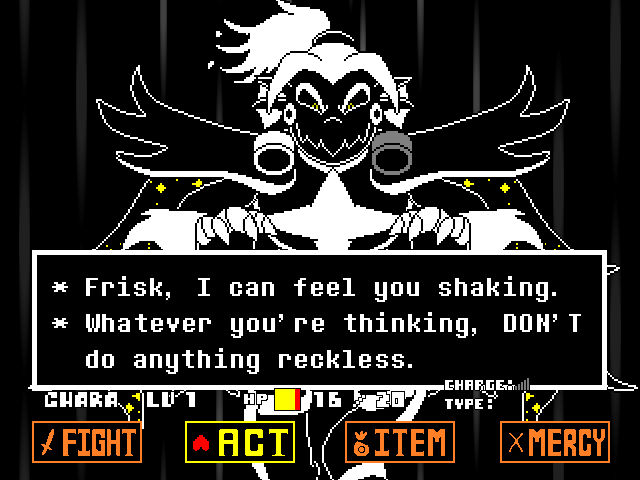 * Frisk, I can feel you shaking.
* Whatever you're thinking, DON'T
do anything reckless.
CHARA LV 1 HP 16 / 20 CHARGE:
TYPE:
FIGHT ACT ITEM MERCY